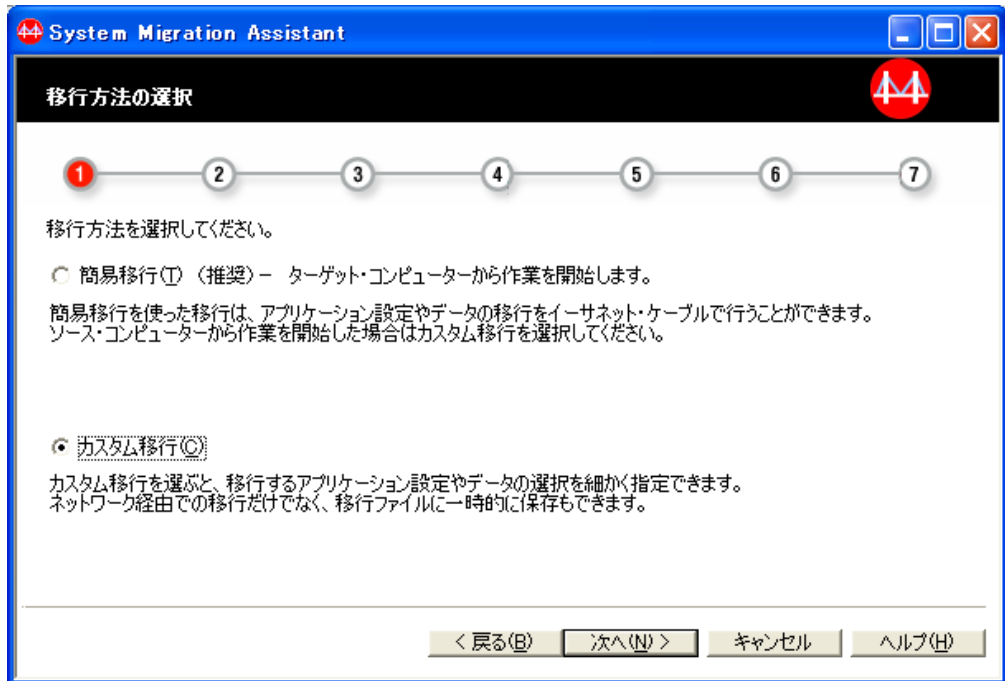 System Migration Assistant
移行方法の選択
1 2 3 4 5 6 7
移行方法を選択してください。
簡易移行(T) (推奨) - ターゲット・コンピューターから作業を開始します。
簡易移行を使った移行は、アプリケーション設定やデータの移行をイーサネット・ケーブルで行うことができます。
ソース・コンピューターから作業を開始した場合はカスタム移行を選択してください。
カスタム移行(C)
カスタム移行を選ぶと、移行するアプリケーション設定やデータの選択を細かく指定できます。
ネットワーク経由での移行だけでなく、移行ファイルに一時的に保存もできます。
< 戻る(B) 次へ(N) > キャンセル ヘルプ(H)